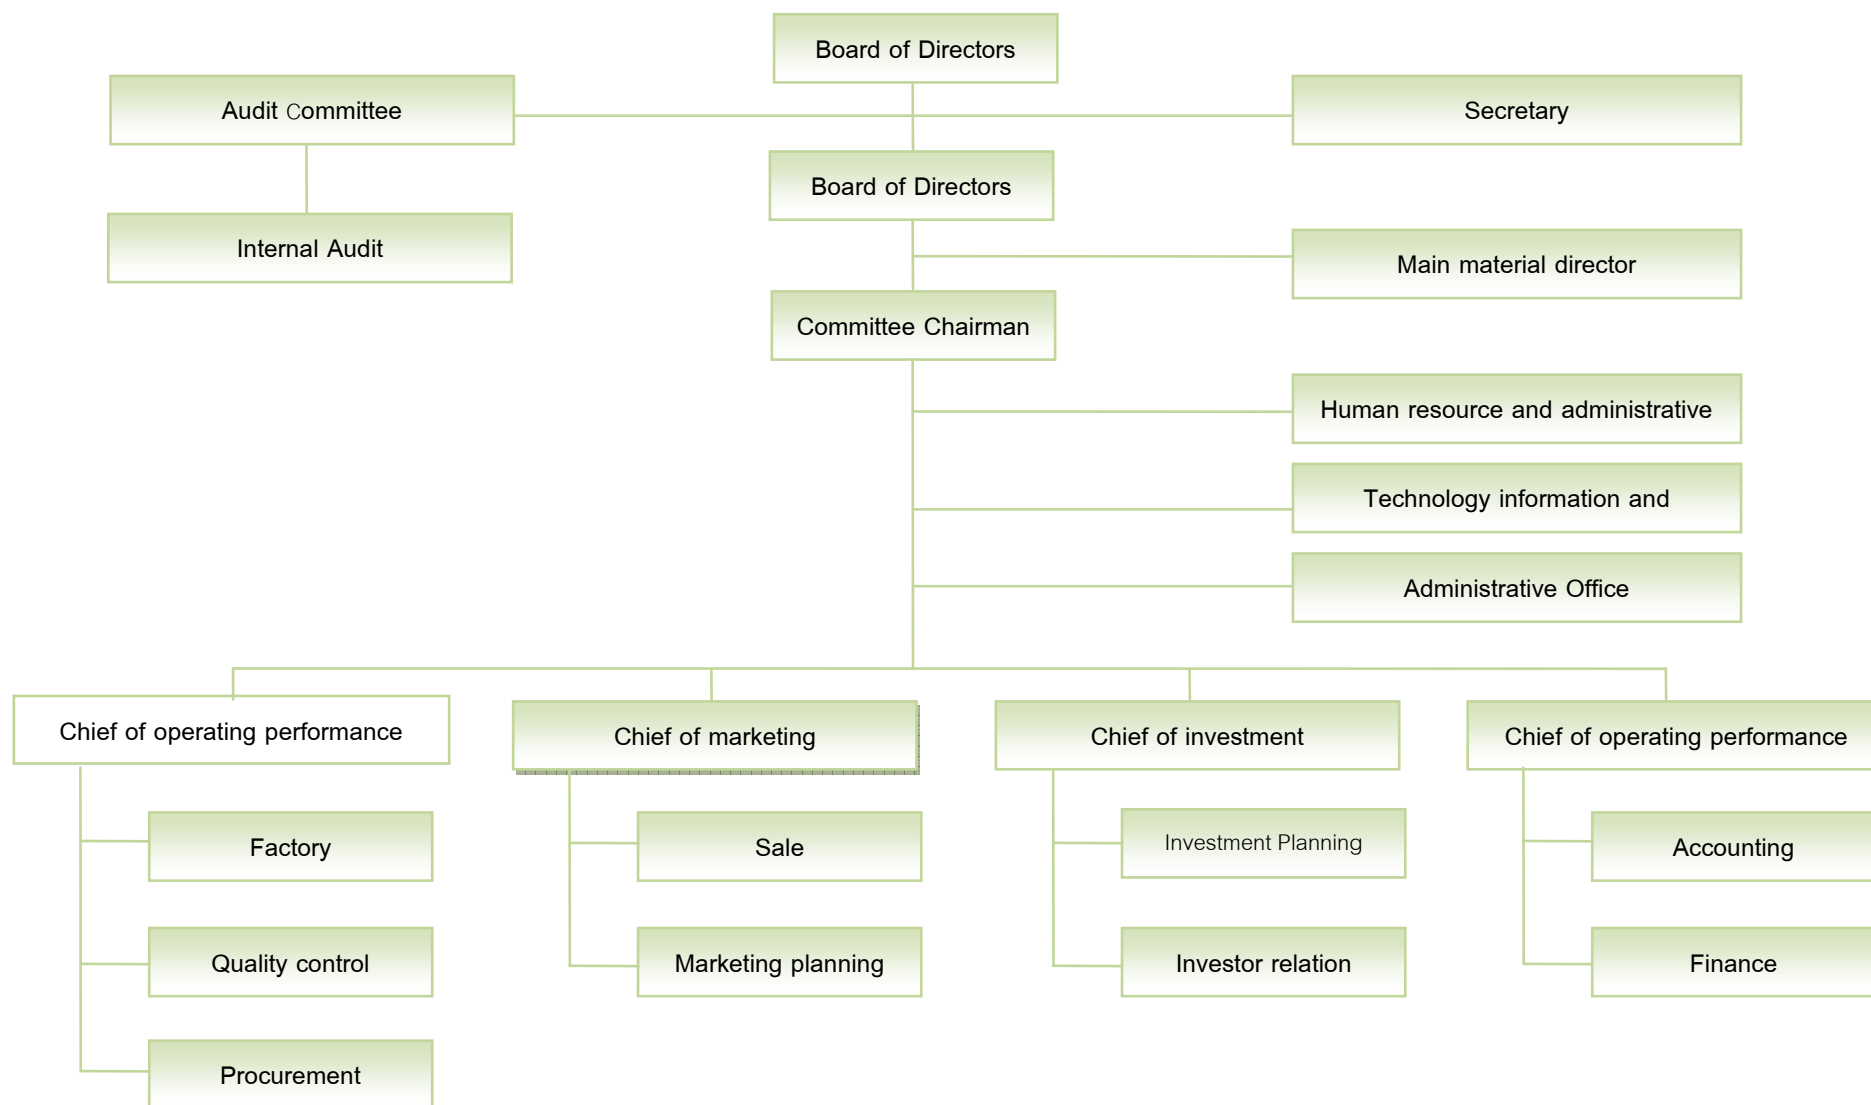 Board of Directors
Audit Committee
Secretary
Board of Directors
Internal Audit
Main material director
Committee Chairman
Human resource and administrative
Technology information and
Administrative Office
Chief of operating performance
Chief of marketing
Chief of investment
Chief of operating performance
Factory
Sale
Investment Planning
Accounting
Quality control
Marketing planning
Investor relation
Finance
Procurement